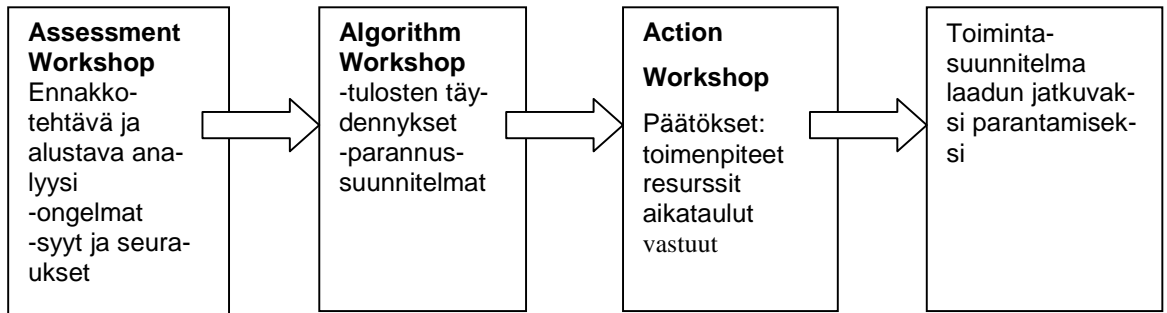 Assessment
Workshop
Ennakko-
tehtävä ja
alustava ana-
lyysi
-ongelmat
-syyt ja seura-
ukset
Algorithm
Workshop
-tulosten täy-
dennykset
-parannus-
suunnitelmat
Action
Workshop
Päätökset:
toimenpiteet
resurssit
aikataulut
vastuut
Toiminta-
suunnitelma
laadun jatkuvak-
si parantamisek-
si